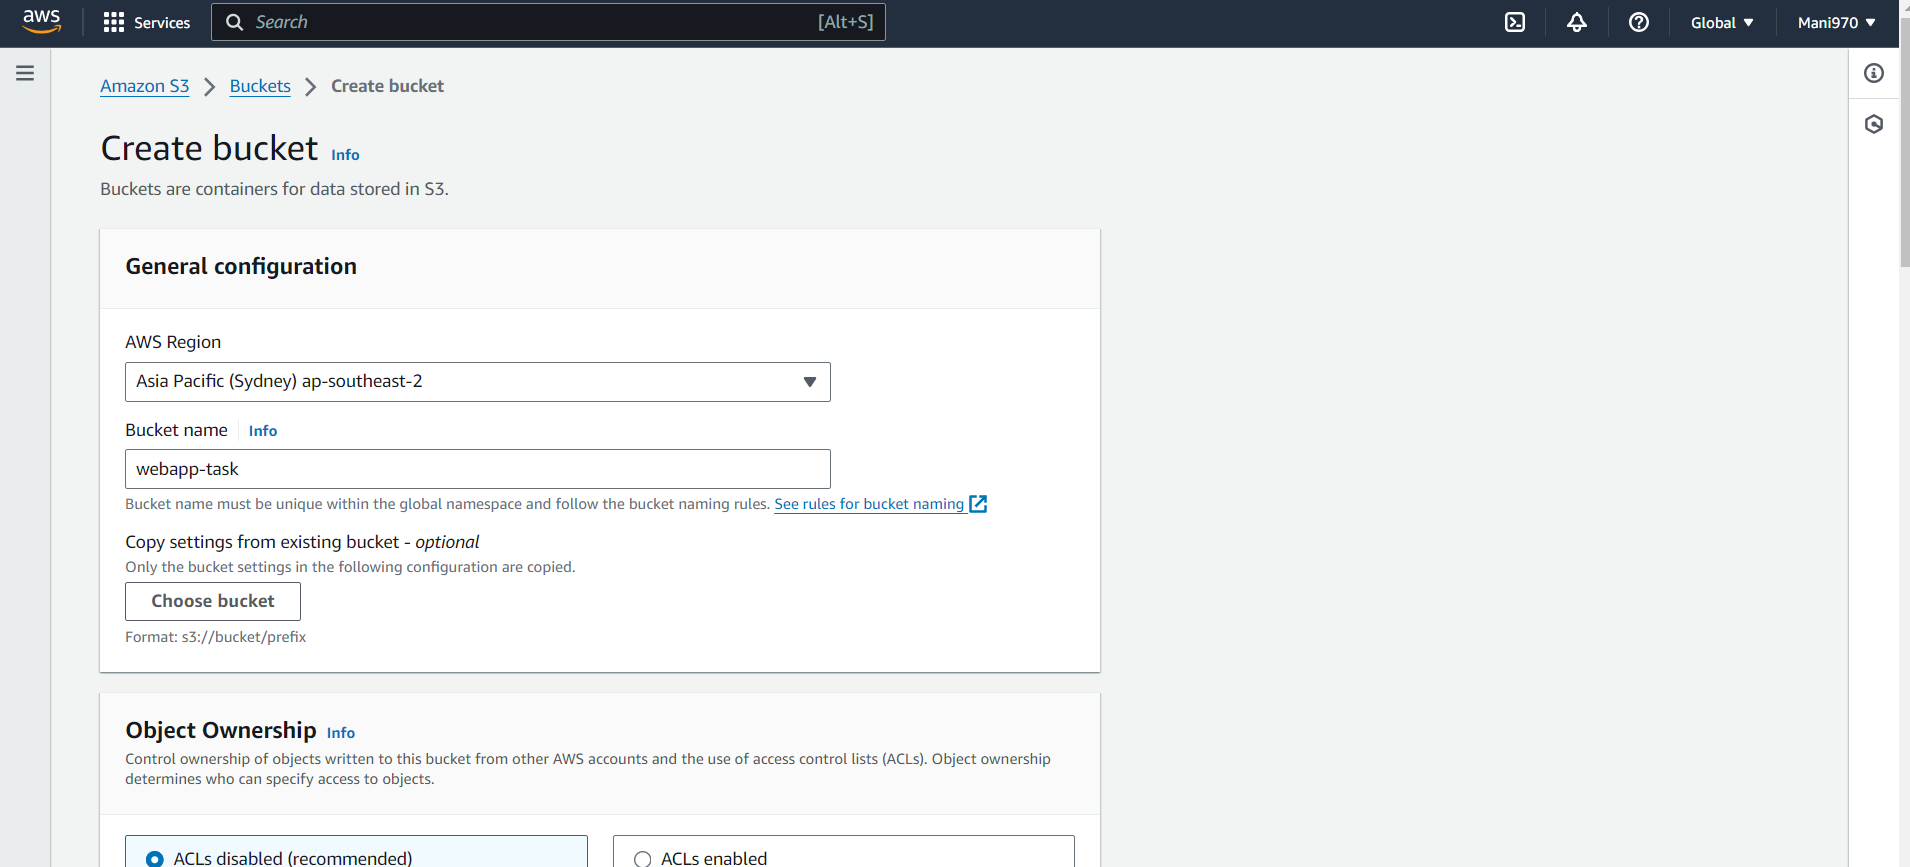 aws Services Search [Alt+S] Global Mani970
Amazon S3 Buckets Create bucket
Create bucket Info
Buckets are containers for data stored in S3.
General configuration
AWS Region
Asia Pacific (Sydney) ap-southeast-2
Bucket name Info
webapp-task
Bucket name must be unique within the global namespace and follow the bucket naming rules. See rules for bucket naming
Copy settings from existing bucket - optional
Only the bucket settings in the following configuration are copied.
Choose bucket
Format: s3://bucket/prefix
Object Ownership Info
Control ownership of objects written to this bucket from other AWS accounts and the use of access control lists (ACLs). Object ownership
determines who can specify access to objects.
ACLs disabled (recommended) ACLs enabled